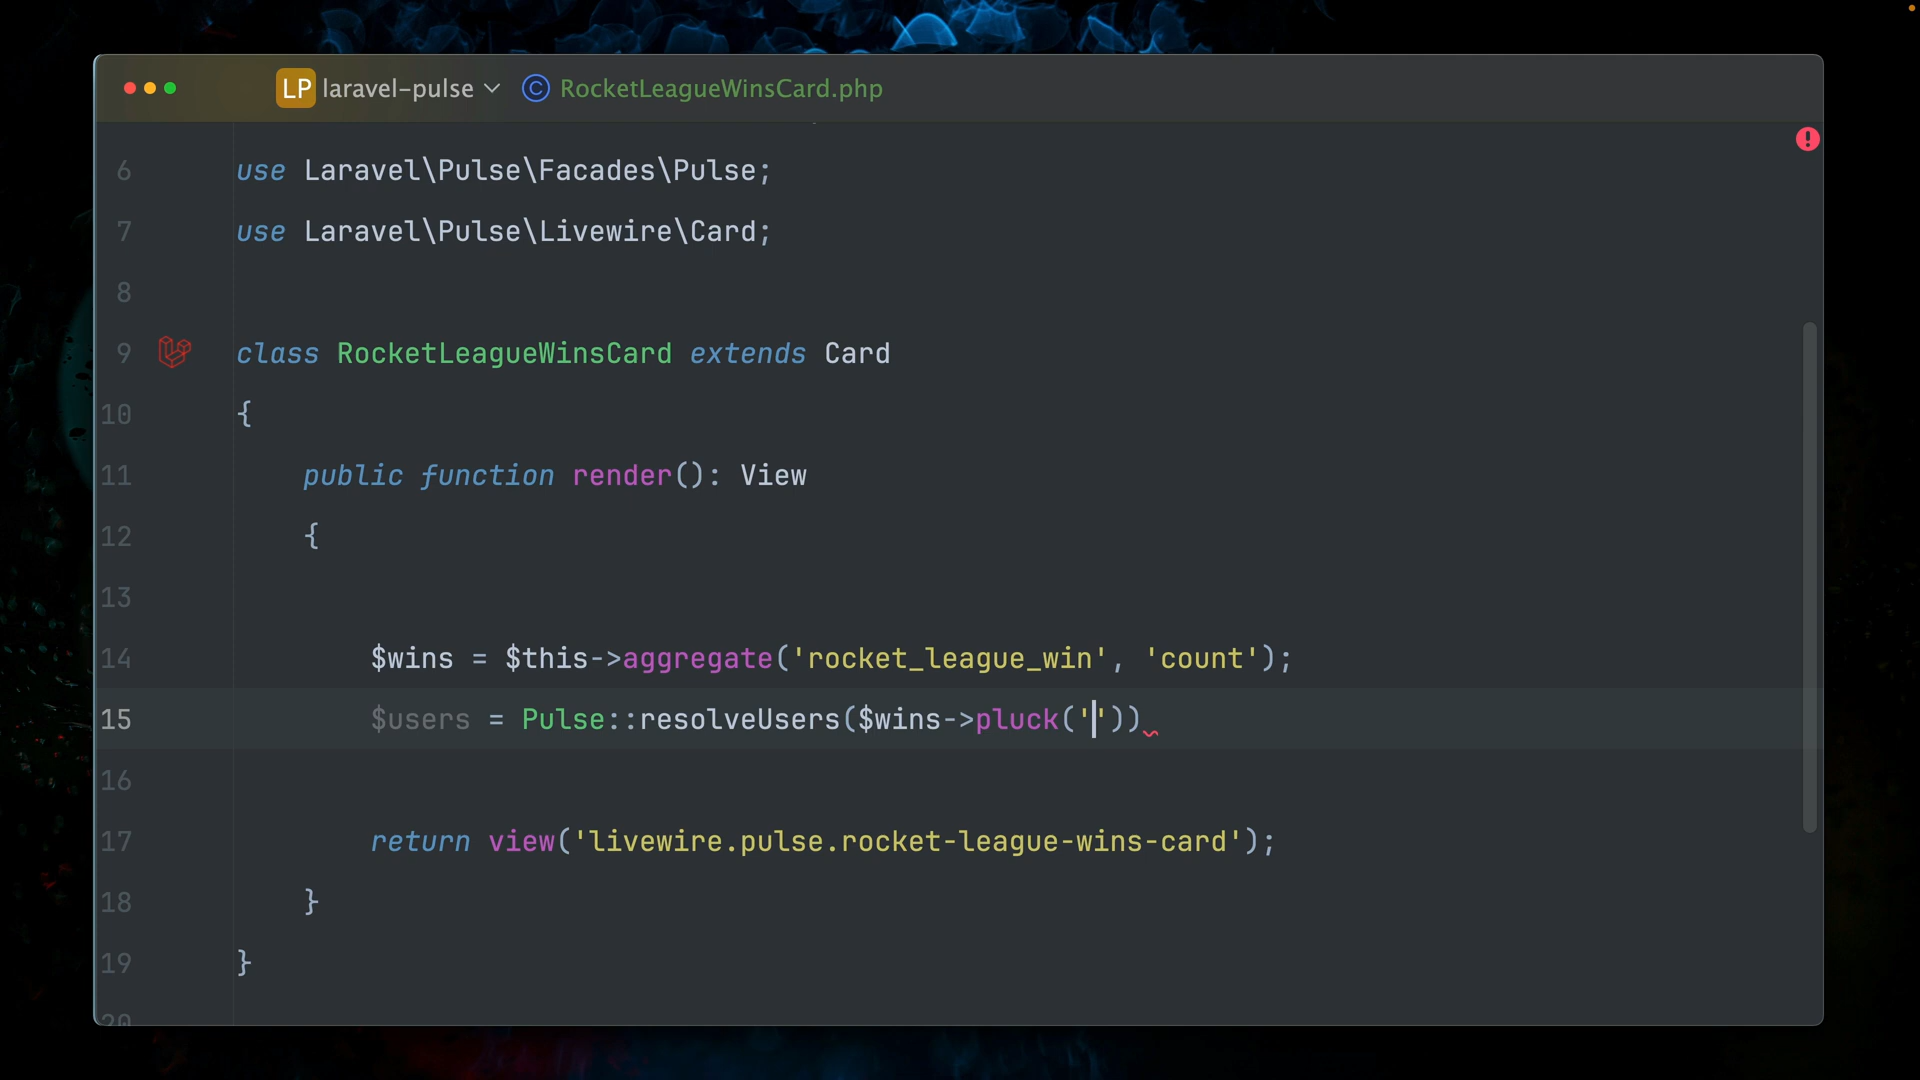 LP laravel-pulse RocketLeagueWinsCard.php
6 use Laravel\Pulse\Facades\Pulse;
7 use Laravel\Pulse\Livewire\Card;
8
9 class RocketLeagueWinsCard extends Card
10 {
11 public function render(): View
12 {
13
14 $wins = $this->aggregate('rocket_league_win', 'count');
15 $users = Pulse::resolveUsers($wins->pluck(''))
16
17 return view('livewire.pulse.rocket-league-wins-card');
18 }
19 }
20